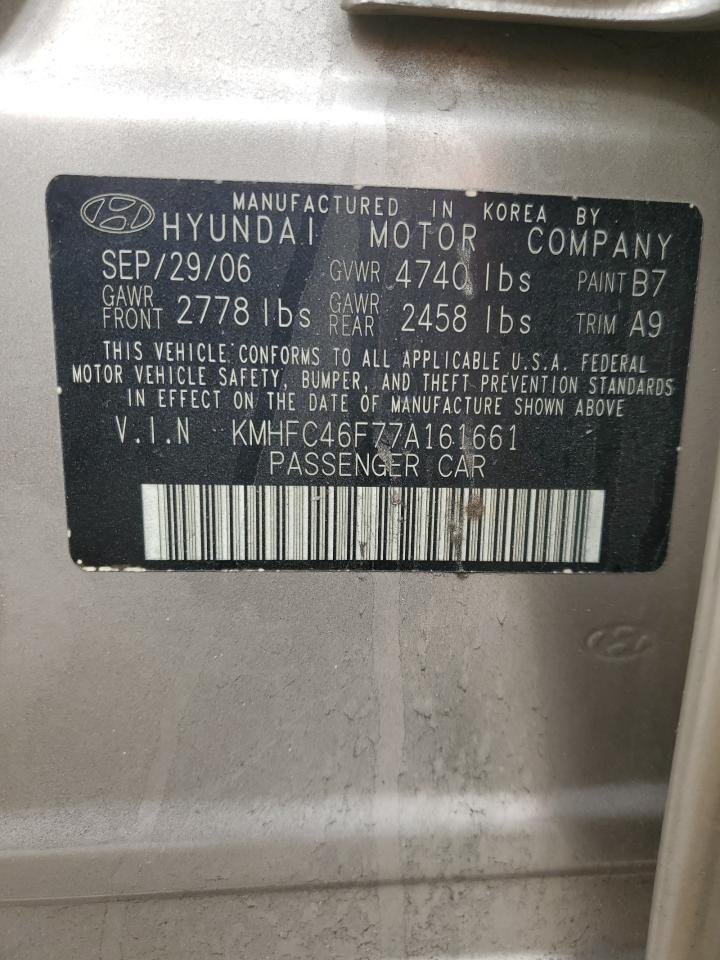 MANUFACTURED IN KOREA BY
HYUNDAI MOTOR COMPANY
SEP/29/06 GVWR 4740 lbs PAINT B7
GAWR FRONT 2778 lbs GAWR REAR 2458 lbs TRIM A9
THIS VEHICLE CONFORMS TO ALL APPLICABLE U.S.A. FEDERAL
MOTOR VEHICLE SAFETY, BUMPER, AND THEFT PREVENTION STANDARDS
IN EFFECT ON THE DATE OF MANUFACTURE SHOWN ABOVE
V.I.N KMHFC46F77A161661
PASSENGER CAR